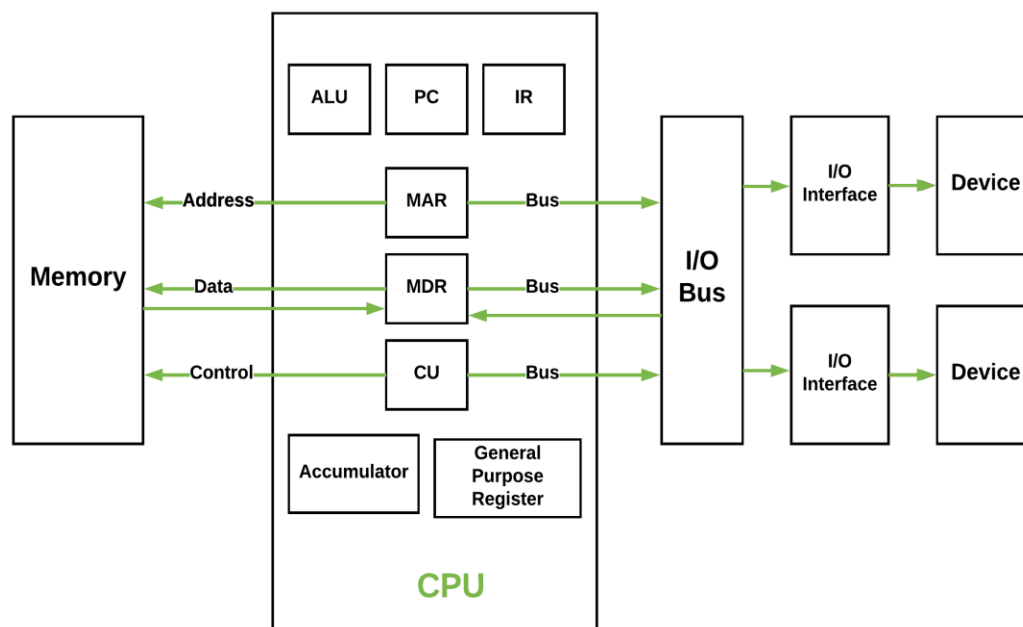 ALU
PC
IR
Memory
Address
MAR
Bus
Data
MDR
Bus
Control
CU
Bus
Accumulator
General
Purpose
Register
CPU
I/O
Bus
I/O
Interface
Device
I/O
Interface
Device